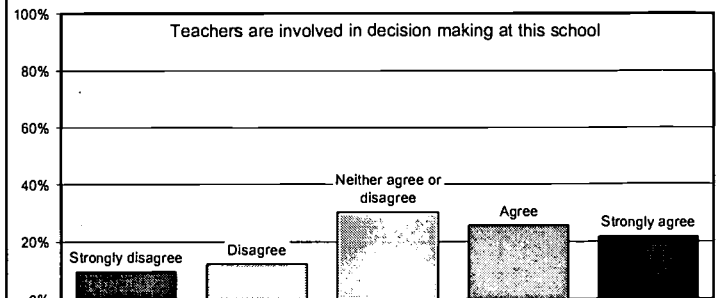 100%
Teachers are involved in decision making at this school
80%
60%
40%
Neither agree or
disagree
Agree
Strongly agree
20%
Strongly disagree
Disagree
0%